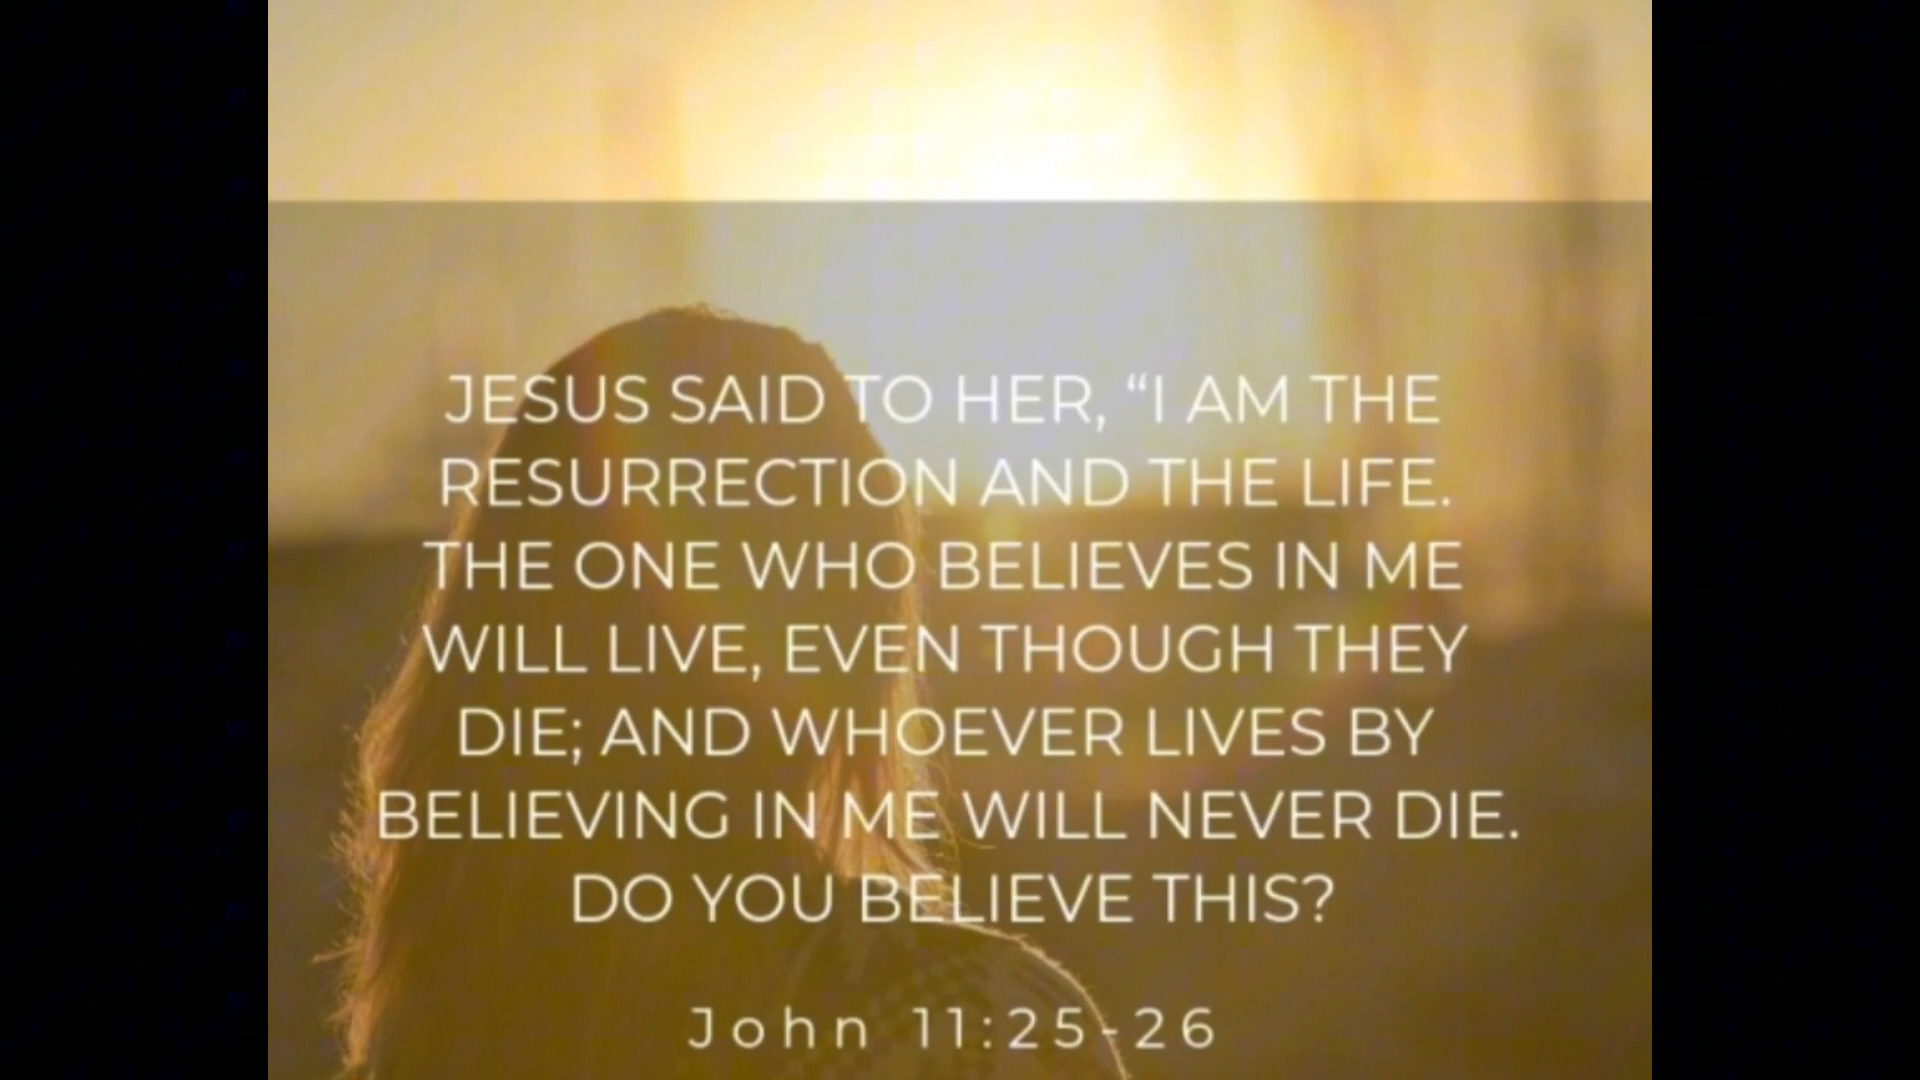 JESUS SAID TO HER, “I AM THE
RESURRECTION AND THE LIFE.
THE ONE WHO BELIEVES IN ME
WILL LIVE, EVEN THOUGH THEY
DIE; AND WHOEVER LIVES BY
BELIEVING IN ME WILL NEVER DIE.
DO YOU BELIEVE THIS?
John 11:25-26